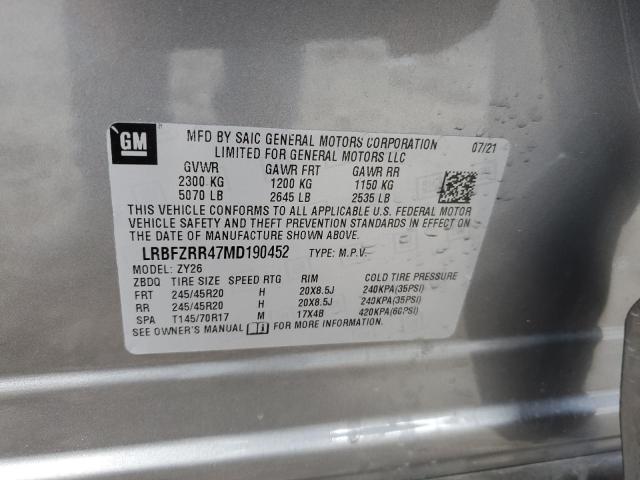 GM
MFD BY SAIC GENERAL MOTORS CORPORATION 07/21
LIMITED FOR GENERAL MOTORS LLC
GVWR GAWR FRT GAWR RR
2300 KG 1200 KG 1150 KG
5070 LB 2645 LB 2535 LB
THIS VEHICLE CONFORMS TO ALL APPLICABLE U.S. FEDERAL MOTOR
VEHICLE SAFETY AND THEFT PREVENTION STANDARDS IN EFFECT ON
THE DATE OF MANUFACTURE SHOWN ABOVE.
LRBFZRR47MD190452 TYPE: M.P.V.
MODEL: ZY26
ZBDQ TIRE SIZE SPEED RTG RIM COLD TIRE PRESSURE
FRT 245/45R20 H 20X8.5J 240KPA(35PSI)
RR 245/45R20 H 20X8.5J 240KPA(35PSI)
SPA T145/70R17 M 17X4B 420KPA(60PSI)
SEE OWNER'S MANUAL FOR MORE INFORMATION.